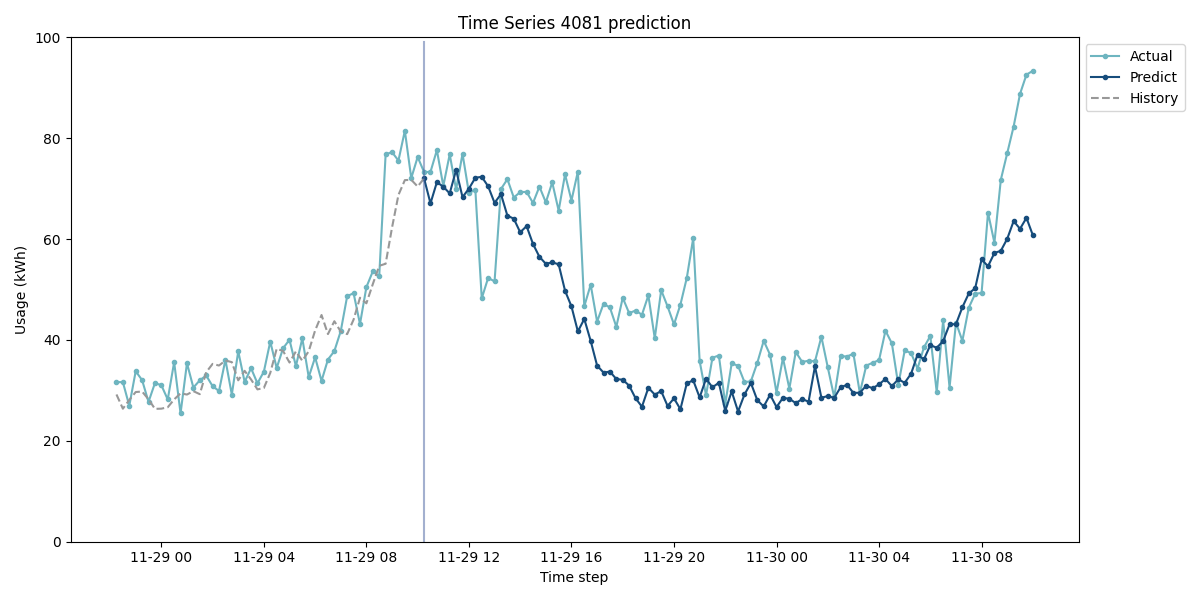 Time Series 4081 prediction
100
80
60
40
20
0
Usage (kWh)
11-29 00
11-29 04
11-29 08
11-29 12
11-29 16
11-29 20
11-30 00
11-30 04
11-30 08
Time step
Actual
Predict
History